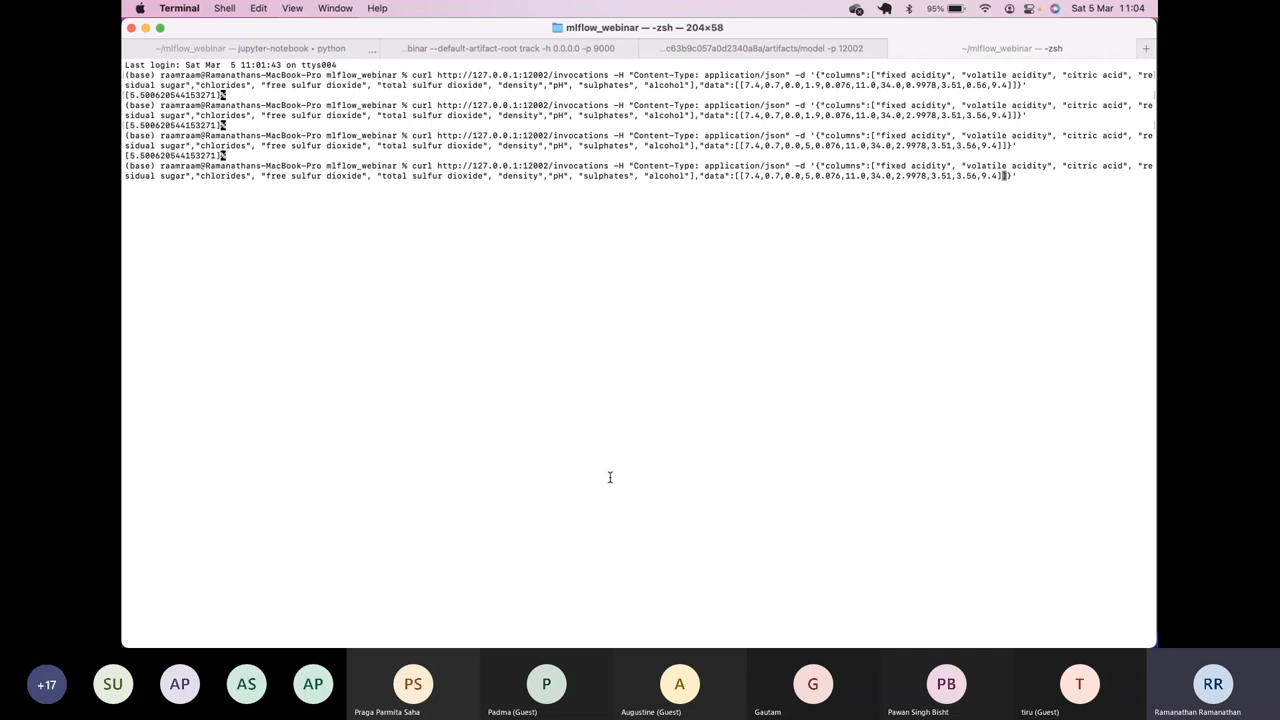 Terminal Shell Edit View Window Help 95% Sat 5 Mar 11:04
mlflow_webinar — -zsh — 204×58
~/mlflow_webinar — jupyter-notebook • python ... ...binar --default-artifact-root track -h 0.0.0.0 -p 9000 ...c63b9c057a0d2340a8a/artifacts/model -p 12002 ~/mlflow_webinar — -zsh +
Last login: Sat Mar  5 11:01:43 on ttys004
(base) raamraam@Ramanathans-MacBook-Pro mlflow_webinar % curl http://127.0.0.1:12002/invocations -H "Content-Type: application/json" -d '{"columns":["fixed acidity", "volatile acidity", "citric acid", "re
sidual sugar","chlorides", "free sulfur dioxide", "total sulfur dioxide", "density","pH", "sulphates", "alcohol"],"data":[[7.4,0.7,0.0,1.9,0.076,11.0,34.0,0.9978,3.51,0.56,9.4]]}'
[5.500620544153271]%
(base) raamraam@Ramanathans-MacBook-Pro mlflow_webinar % curl http://127.0.0.1:12002/invocations -H "Content-Type: application/json" -d '{"columns":["fixed acidity", "volatile acidity", "citric acid", "re
sidual sugar","chlorides", "free sulfur dioxide", "total sulfur dioxide", "density","pH", "sulphates", "alcohol"],"data":[[7.4,0.7,0.0,1.9,0.076,11.0,34.0,2.9978,3.51,0.56,9.4]]}'
[5.500620544153271]%
(base) raamraam@Ramanathans-MacBook-Pro mlflow_webinar % curl http://127.0.0.1:12002/invocations -H "Content-Type: application/json" -d '{"columns":["fixed acidity", "volatile acidity", "citric acid", "re
sidual sugar","chlorides", "free sulfur dioxide", "total sulfur dioxide", "density","pH", "sulphates", "alcohol"],"data":[[7.4,0.7,0.0,5,0.076,11.0,34.0,2.9978,3.51,3.56,9.4]]}'
[5.500620544153271]%
(base) raamraam@Ramanathans-MacBook-Pro mlflow_webinar % curl http://127.0.0.1:12002/invocations -H "Content-Type: application/json" -d '{"columns":["fixed acidity", "volatile acidity", "citric acid", "re
sidual sugar","chlorides", "free sulfur dioxide", "total sulfur dioxide", "density","pH", "sulphates", "alcohol"],"data":[[7.4,0.7,0.0,5,0.076,11.0,34.0,2.9978,3.51,3.56,9.4]]}'
+17 SU AP AS AP PS P A G PB T RR
Praga Parmita Saha Padma (Guest) Augustine (Guest) Gautam Pawan Singh Bisht tiru (Guest) Ramanathan Ramanathan